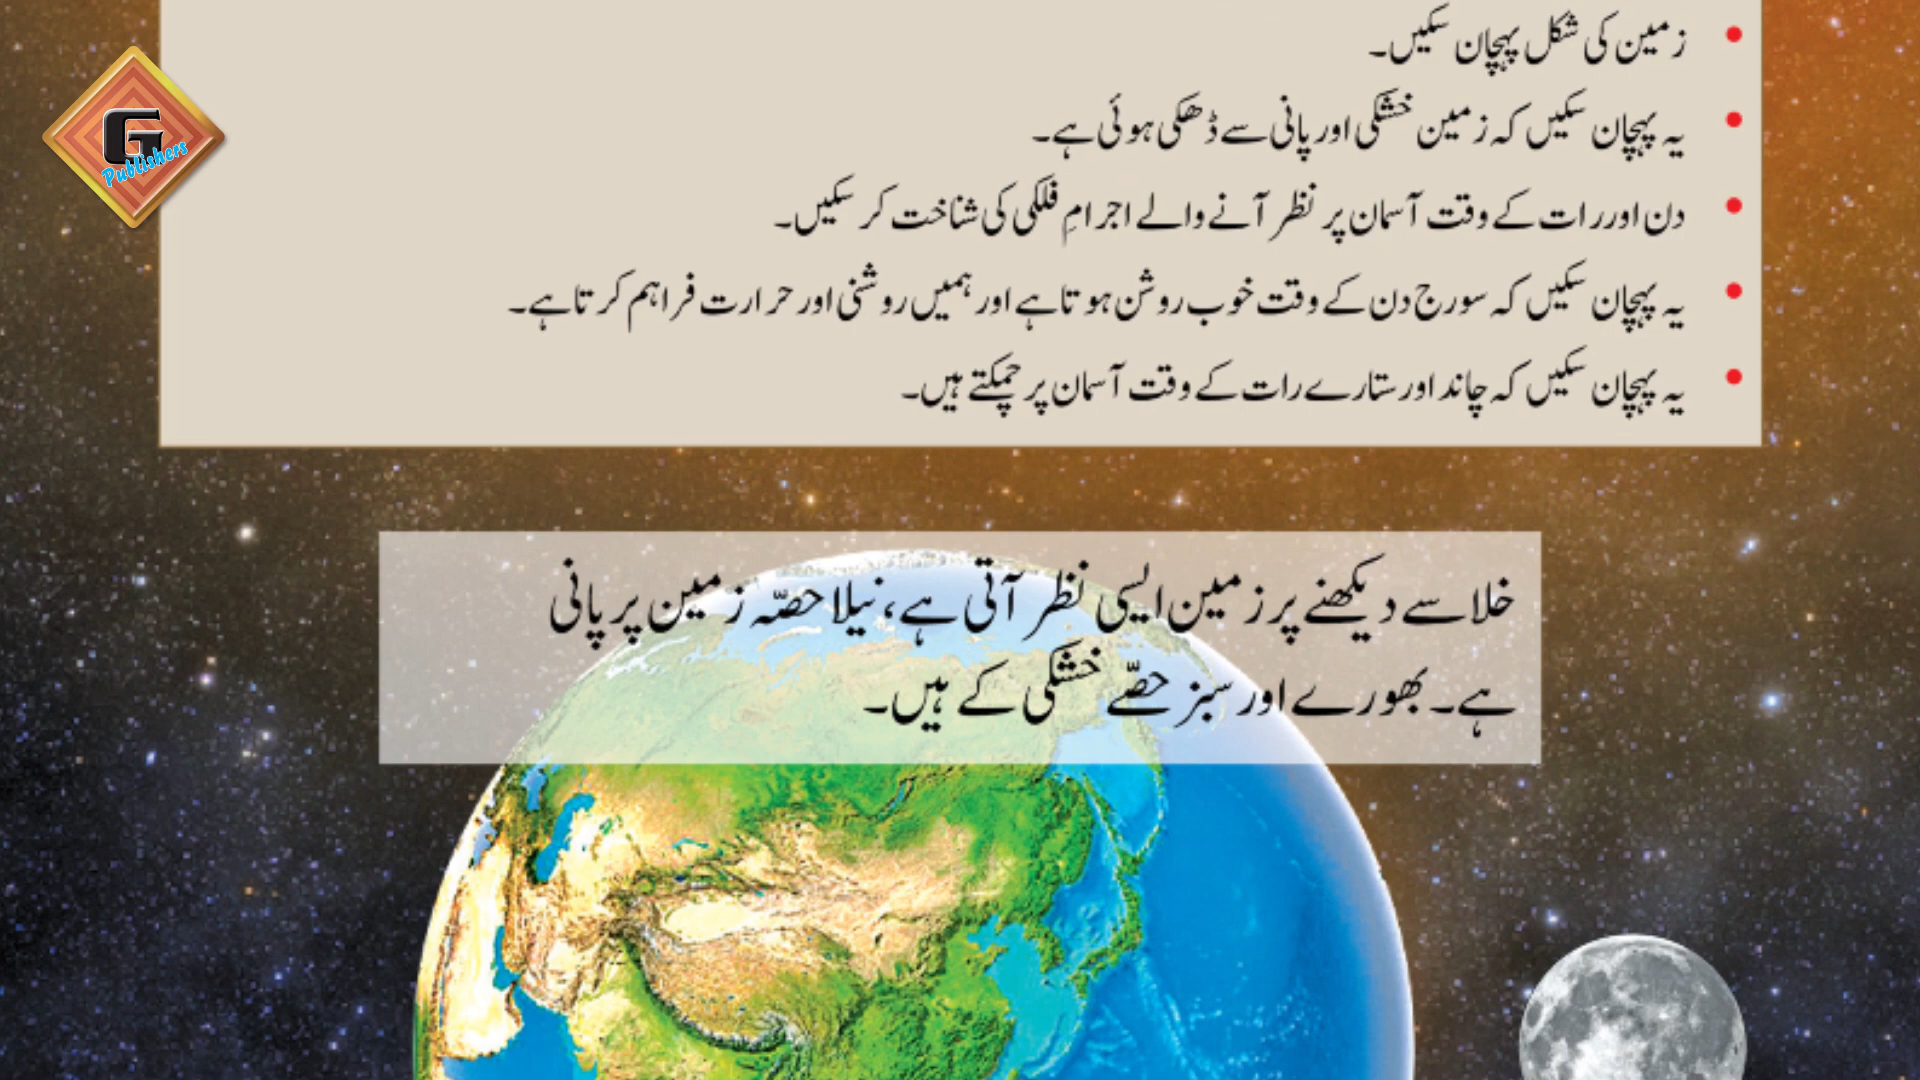 زمین کی شکل پہچان سکیں۔
یہ پہچان سکیں کہ زمین خشکی اور پانی سے ڈھکی ہوئی ہے۔
دن اور رات کے وقت آسمان پر نظر آنے والے اجرامِ فلکی کی شناخت کر سکیں۔
یہ پہچان سکیں کہ سورج دن کے وقت خوب روشن ہوتا ہے اور ہمیں روشنی اور حرارت فراہم کرتا ہے۔
یہ پہچان سکیں کہ چاند اور ستارے رات کے وقت آسمان پر چمکتے ہیں۔
G
Publishers
خلا سے دیکھنے پر زمین ایسی نظر آتی ہے، نیلا حصّہ زمین پر پانی
ہے۔ بھورے اور سبز حصّے خشکی کے ہیں۔